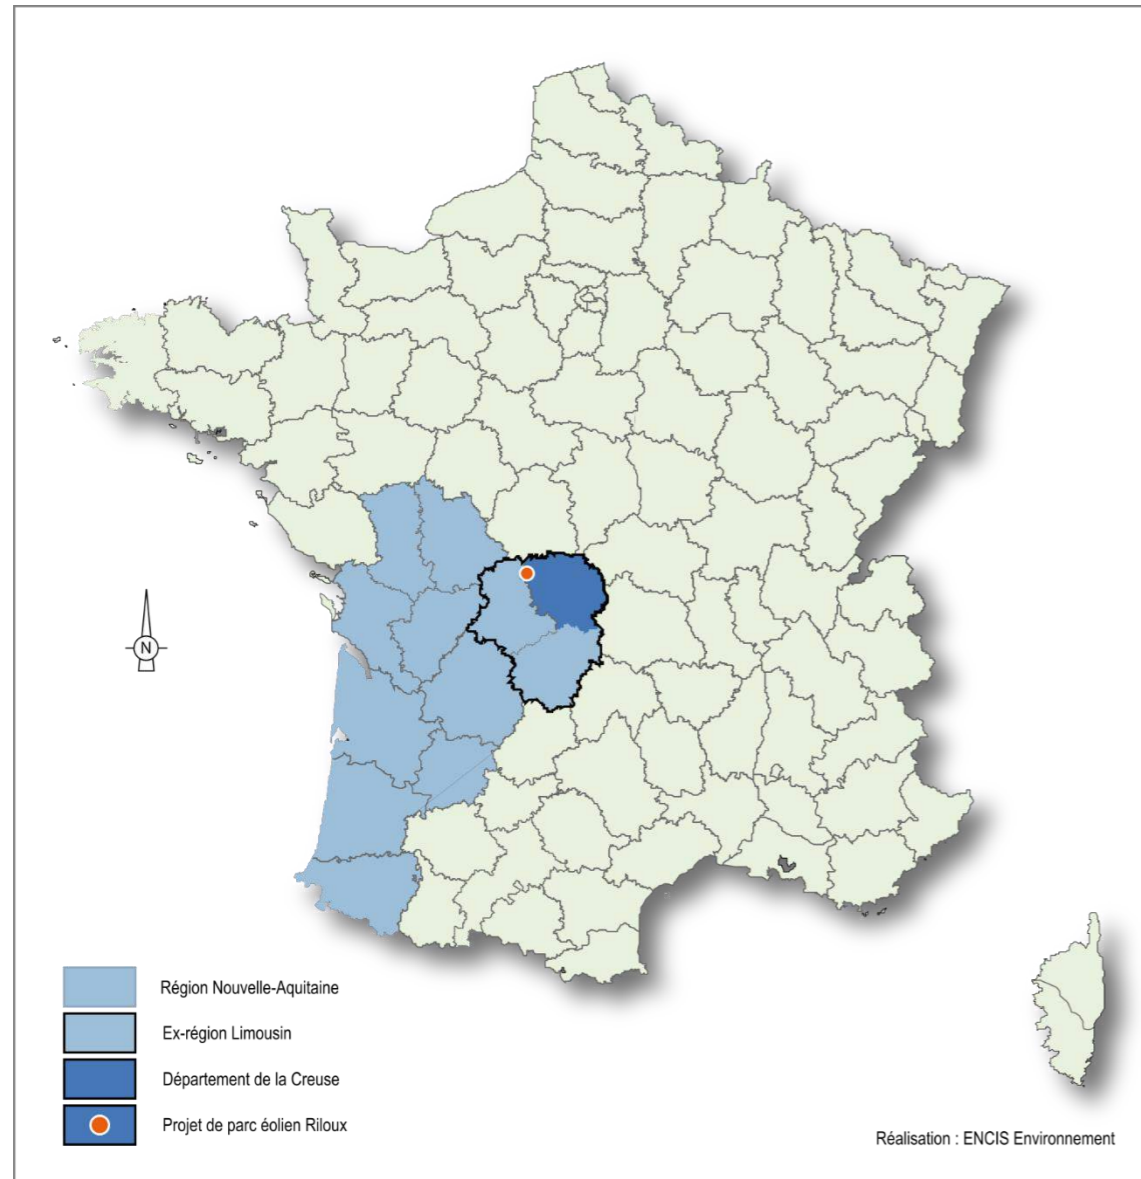 N
Région Nouvelle-Aquitaine
Ex-région Limousin
Département de la Creuse
Projet de parc éolien Riloux
Réalisation : ENCIS Environnement